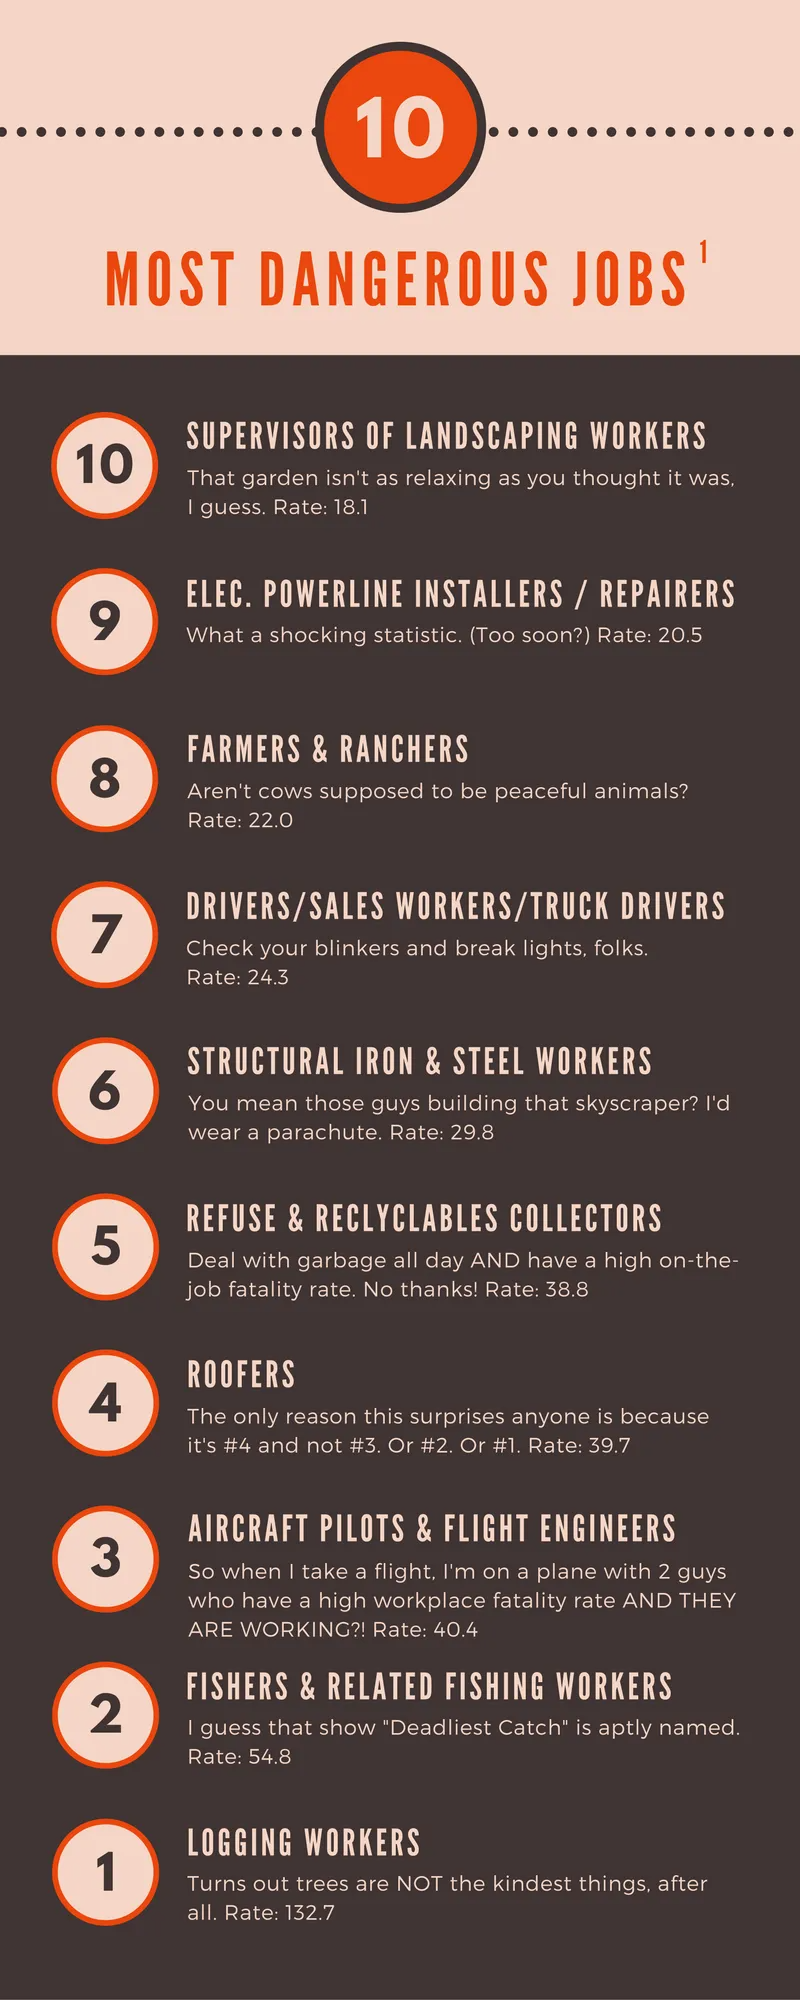 10
MOST DANGEROUS JOBS¹
10
SUPERVISORS OF LANDSCAPING WORKERS
That garden isn't as relaxing as you thought it was,
I guess. Rate: 18.1
9
ELEC. POWERLINE INSTALLERS / REPAIRERS
What a shocking statistic. (Too soon?) Rate: 20.5
8
FARMERS & RANCHERS
Aren't cows supposed to be peaceful animals?
Rate: 22.0
7
DRIVERS/SALES WORKERS/TRUCK DRIVERS
Check your blinkers and break lights, folks.
Rate: 24.3
6
STRUCTURAL IRON & STEEL WORKERS
You mean those guys building that skyscraper? I'd
wear a parachute. Rate: 29.8
5
REFUSE & RECLYCLABLES COLLECTORS
Deal with garbage all day AND have a high on-the-
job fatality rate. No thanks! Rate: 38.8
4
ROOFERS
The only reason this surprises anyone is because
it's #4 and not #3. Or #2. Or #1. Rate: 39.7
3
AIRCRAFT PILOTS & FLIGHT ENGINEERS
So when I take a flight, I'm on a plane with 2 guys
who have a high workplace fatality rate AND THEY
ARE WORKING?! Rate: 40.4
2
FISHERS & RELATED FISHING WORKERS
I guess that show "Deadliest Catch" is aptly named.
Rate: 54.8
1
LOGGING WORKERS
Turns out trees are NOT the kindest things, after
all. Rate: 132.7